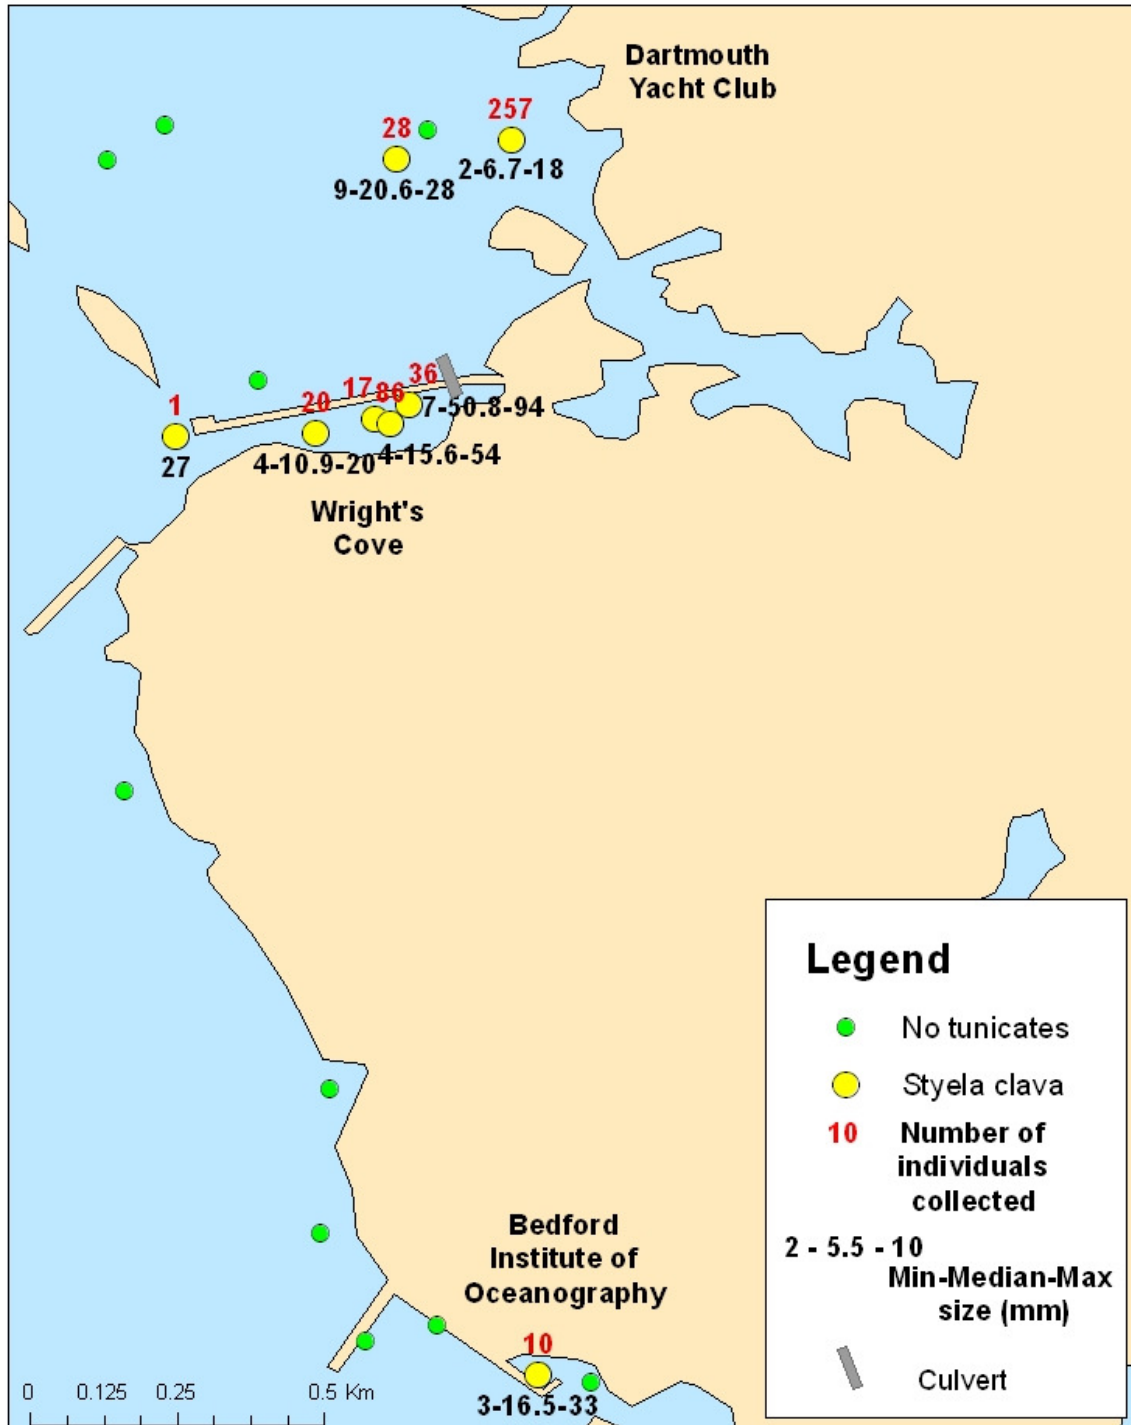 Dartmouth
Yacht Club
257
28
2-6.7-18
9-20.6-28
36
17
86
1
20
7-50.8-94
27
4-10.9-20
4-15.6-54
Wright's
Cove
Legend
No tunicates
Styela clava
10
Number of
individuals
collected
2 - 5.5 - 10
Min-Median-Max
size (mm)
Culvert
Bedford
Institute of
Oceanography
10
3-16.5-33
0 0.125 0.25 0.5 Km